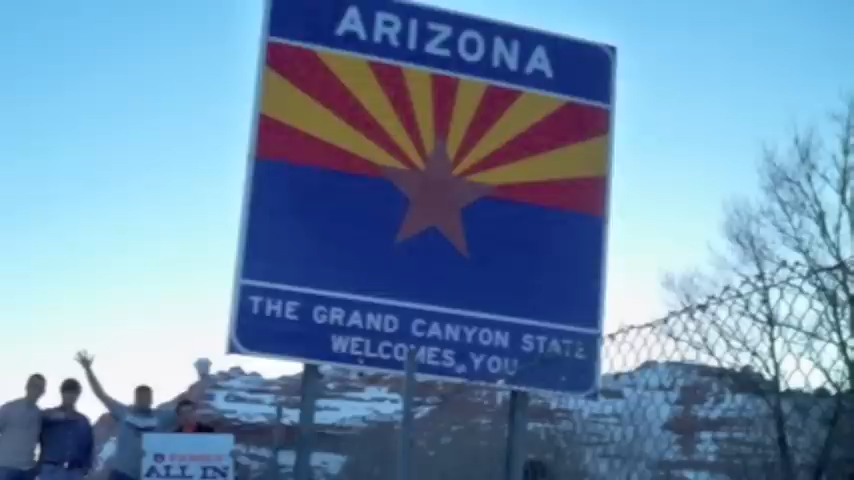 ARIZONA
THE GRAND CANYON STATE
WELCOMES YOU
ALL IN